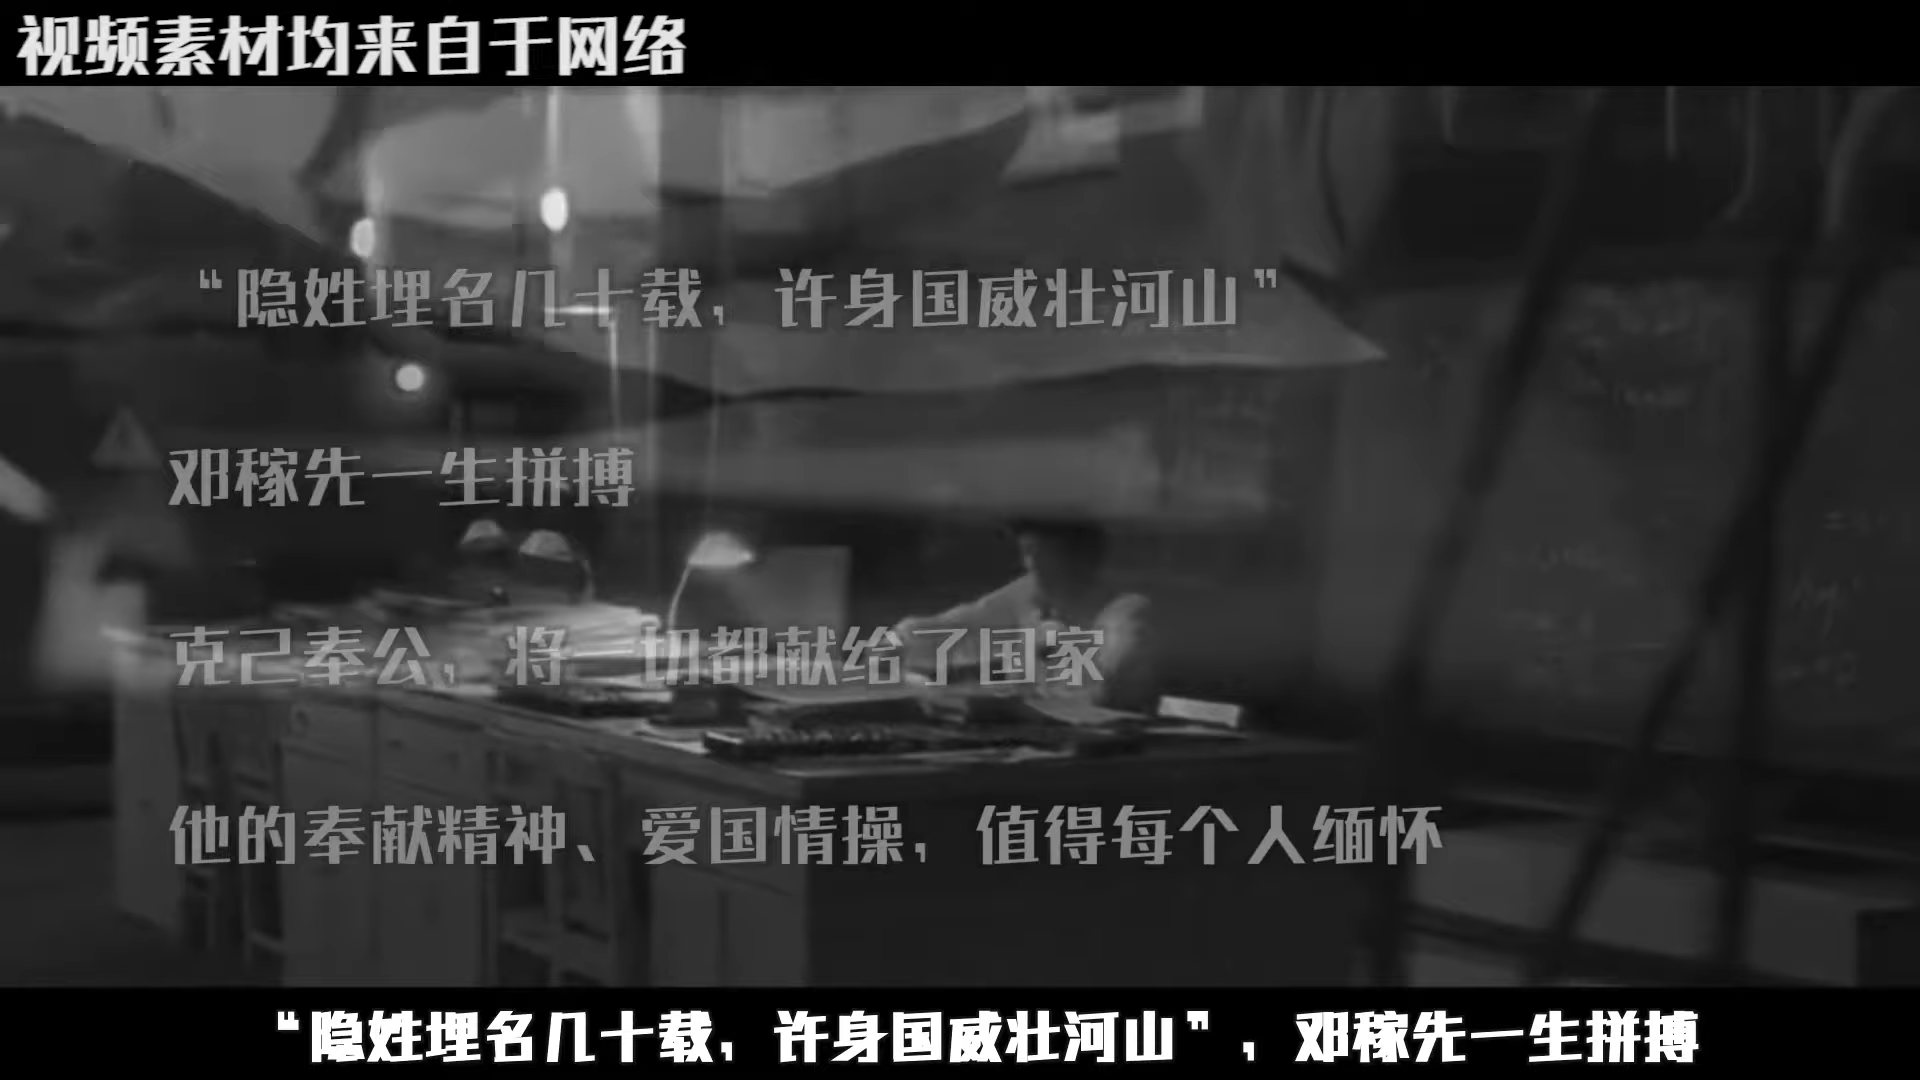 视频素材均来自于网络
“隐姓埋名几十载，许身国威壮河山”
邓稼先一生拼搏
克己奉公，将一切都献给了国家
他的奉献精神、爱国情操，值得每个人缅怀
“隐姓埋名几十载，许身国威壮河山”，邓稼先一生拼搏